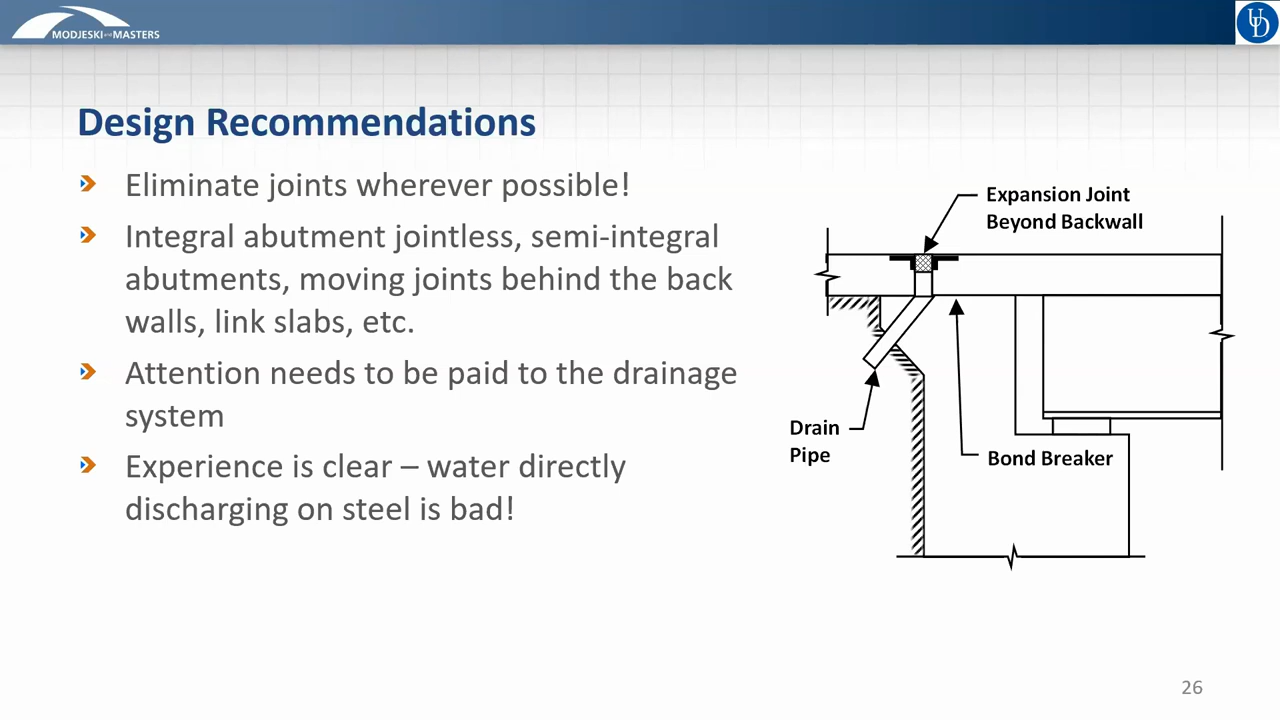 MODJESKI and MASTERS
UD
Design Recommendations
Eliminate joints wherever possible!
Integral abutment jointless, semi-integral
abutments, moving joints behind the back
walls, link slabs, etc.
Attention needs to be paid to the drainage
system
Experience is clear – water directly
discharging on steel is bad!
Expansion Joint
Beyond Backwall
Drain
Pipe
Bond Breaker
26